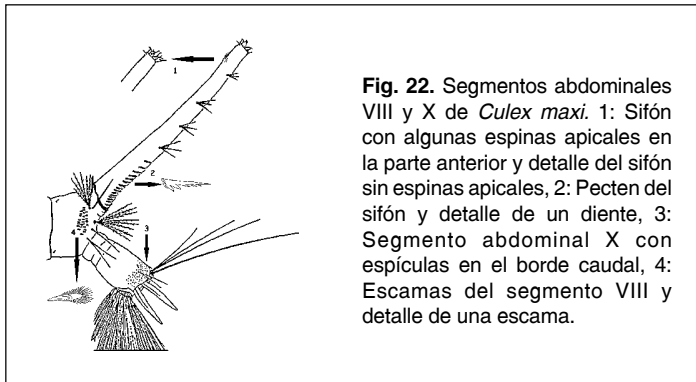 Fig. 22. Segmentos abdominales
VIII y X de Culex maxi. 1: Sifón
con algunas espinas apicales en
la parte anterior y detalle del sifón
sin espinas apicales, 2: Pecten del
sifón y detalle de un diente, 3:
Segmento abdominal X con
espículas en el borde caudal, 4:
Escamas del segmento VIII y
detalle de una escama.
1
2
3
4